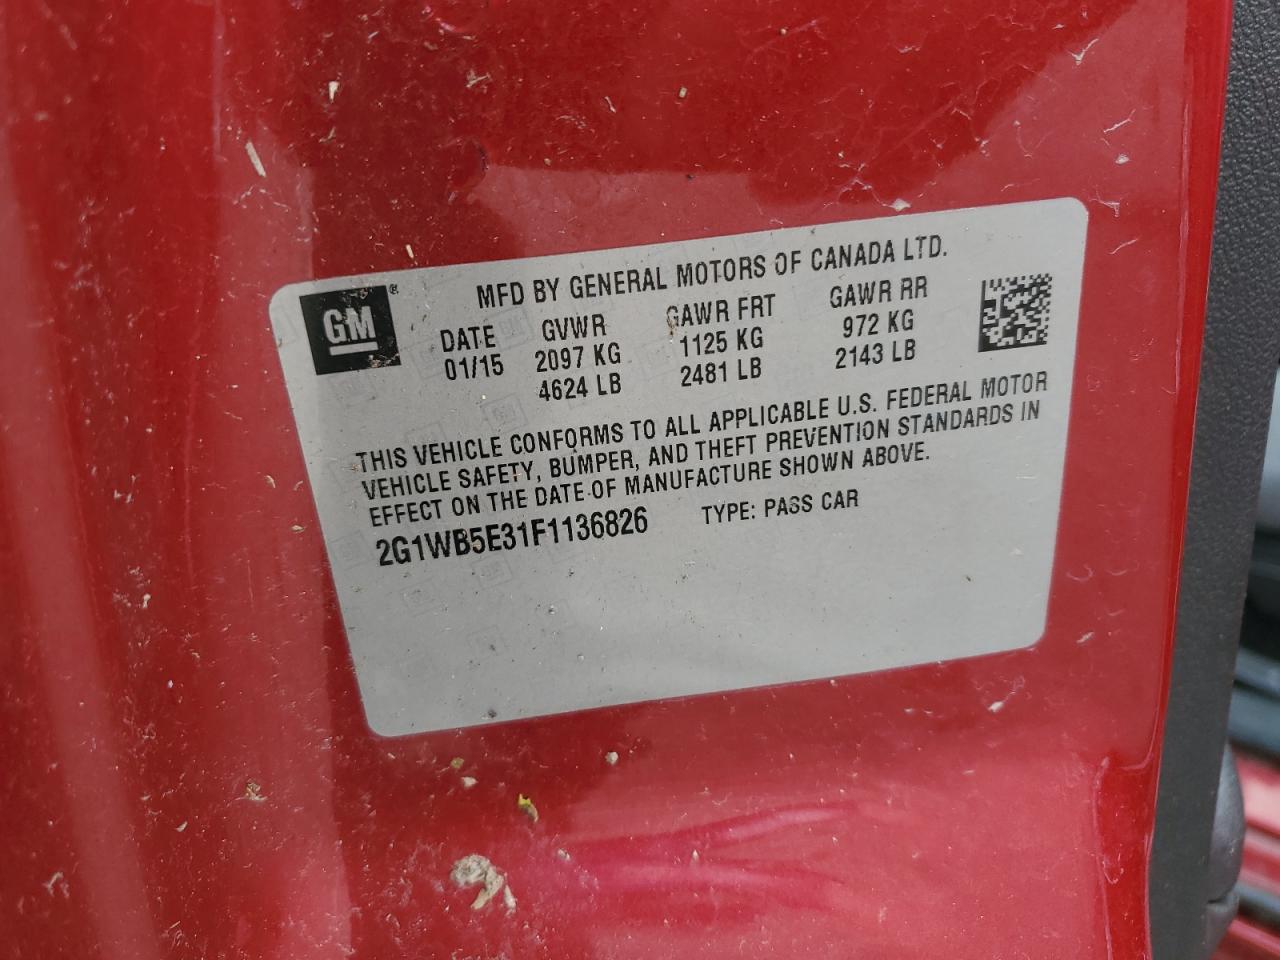 GM®
MFD BY GENERAL MOTORS OF CANADA LTD.
DATE GVWR GAWR FRT GAWR RR
01/15 2097 KG 1125 KG 972 KG
4624 LB 2481 LB 2143 LB
THIS VEHICLE CONFORMS TO ALL APPLICABLE U.S. FEDERAL MOTOR
VEHICLE SAFETY, BUMPER, AND THEFT PREVENTION STANDARDS IN
EFFECT ON THE DATE OF MANUFACTURE SHOWN ABOVE.
2G1WB5E31F1136826 TYPE: PASS CAR